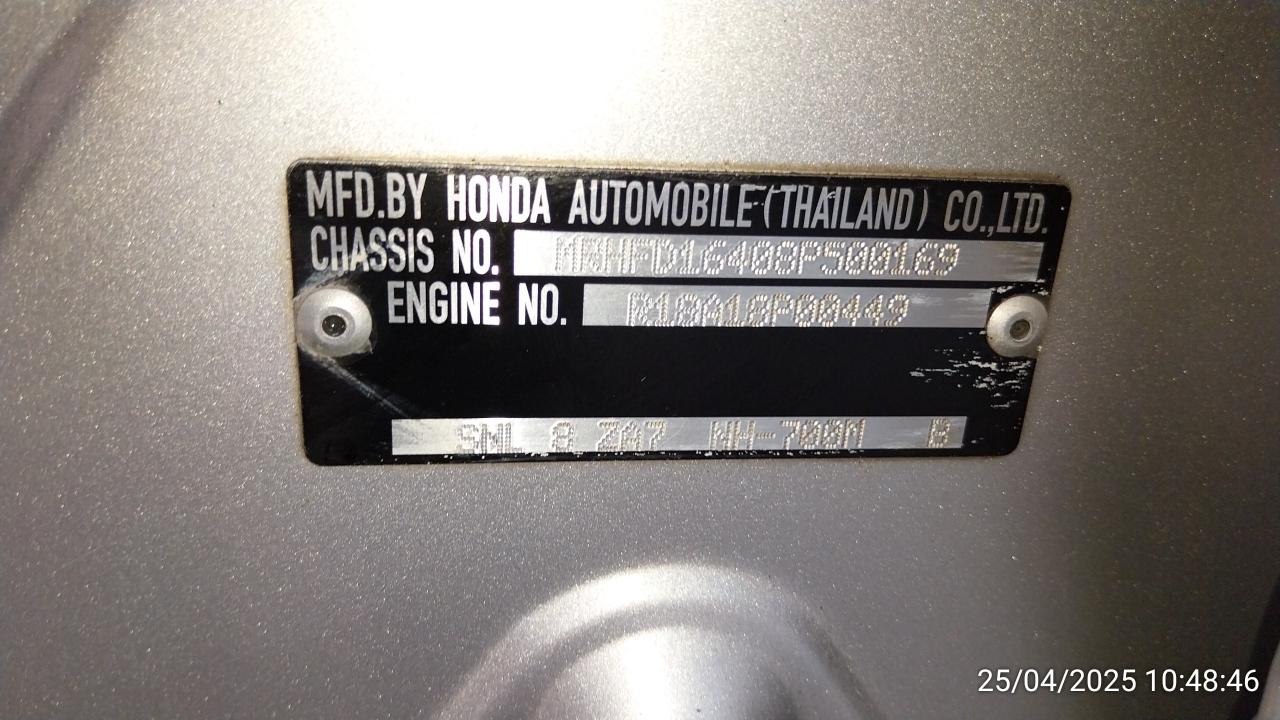 MFD.BY HONDA AUTOMOBILE (THAILAND) CO.,LTD.
CHASSIS NO. MRHFD16408P500169
ENGINE NO. R18A18P00449
SNL 8 ZA7 NH-700M B
25/04/2025 10:48:46